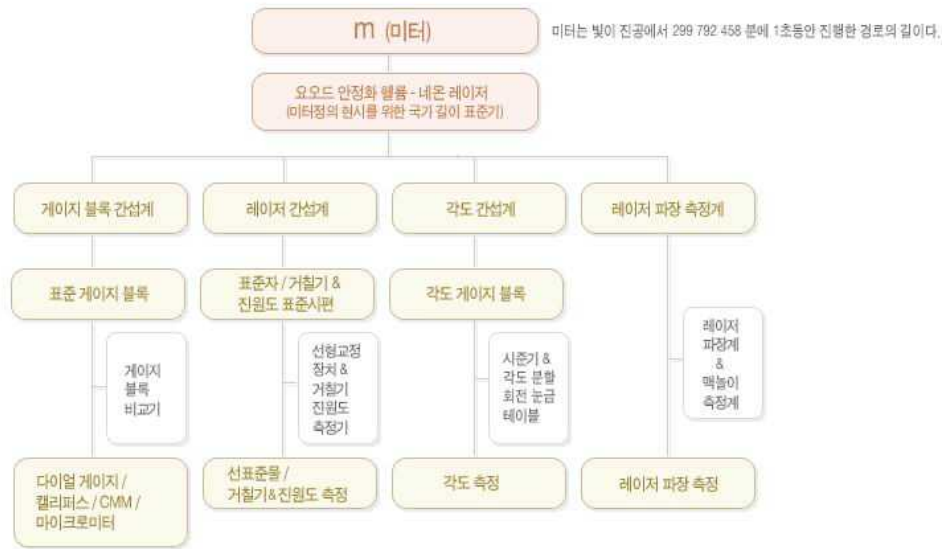 m (미터)
미터는 빛이 진공에서 299 792 458 분에 1초동안 진행한 경로의 길이다.
요오드 안정화 헬륨 - 네온 레이저
(미터정의 현시를 위한 국가 길이 표준기)
게이지 블록 간섭계
레이저 간섭계
각도 간섭계
레이저 파장 측정계
표준 게이지 블록
표준자 / 거칠기 &
진원도 표준시편
각도 게이지 블록
게이지
블록
비교기
선형교정
장치 &
거칠기
진원도
측정기
시준기 &
각도 분할
회전 눈금
테이블
레이저
파장계
&
맥놀이
측정계
다이얼 게이지 /
캘리퍼스 / CMM /
마이크로미터
선표준물 /
거칠기&진원도 측정
각도 측정
레이저 파장 측정